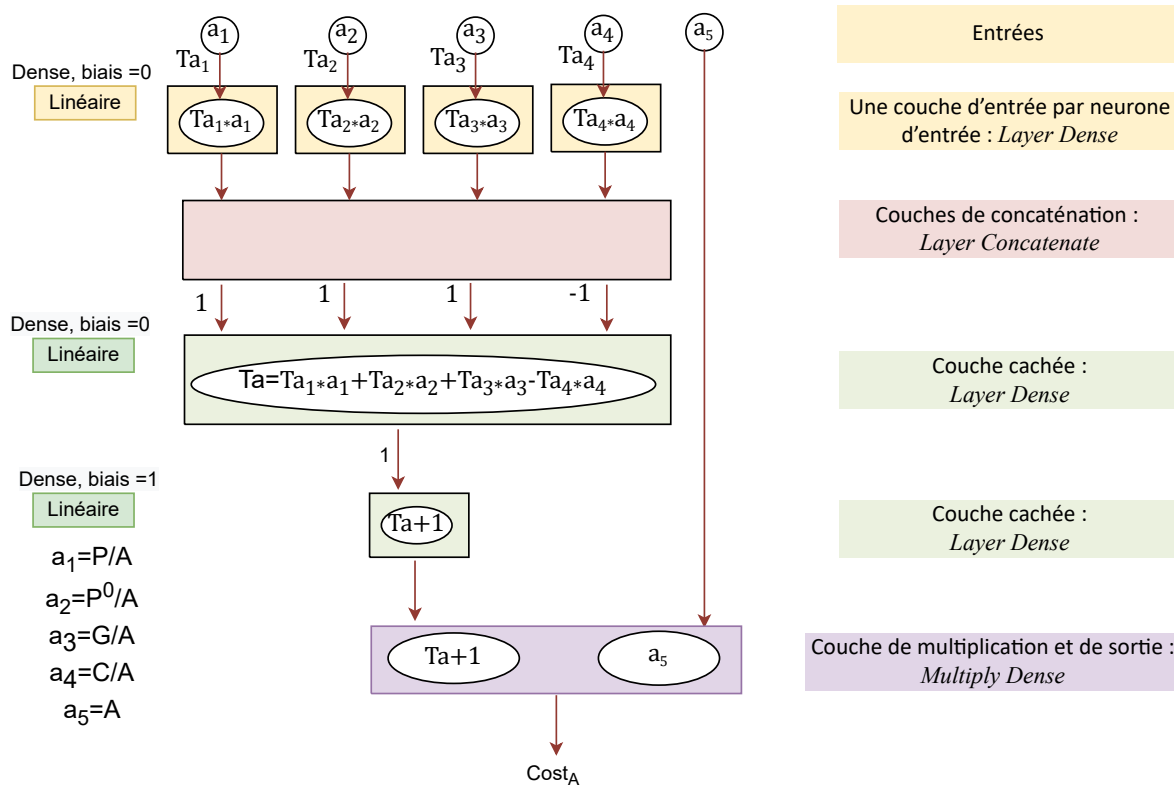 a₁ a₂ a₃ a₄ a₅
Entrées
Ta₁ Ta₂ Ta₃ Ta₄
Dense, biais =0
Linéaire
Ta₁*a₁ Ta₂*a₂ Ta₃*a₃ Ta₄*a₄
Une couche d'entrée par neurone
d'entrée : Layer Dense
Couches de concaténation :
Layer Concatenate
1 1 1 -1
Dense, biais =0
Linéaire
Ta=Ta₁*a₁+Ta₂*a₂+Ta₃*a₃-Ta₄*a₄
Couche cachée :
Layer Dense
1
Dense, biais =1
Linéaire
Ta+1
Couche cachée :
Layer Dense
a₁=P/A
a₂=P⁰/A
a₃=G/A
a₄=C/A
a₅=A
Ta+1 a₅
Couche de multiplication et de sortie :
Multiply Dense
Cost_A